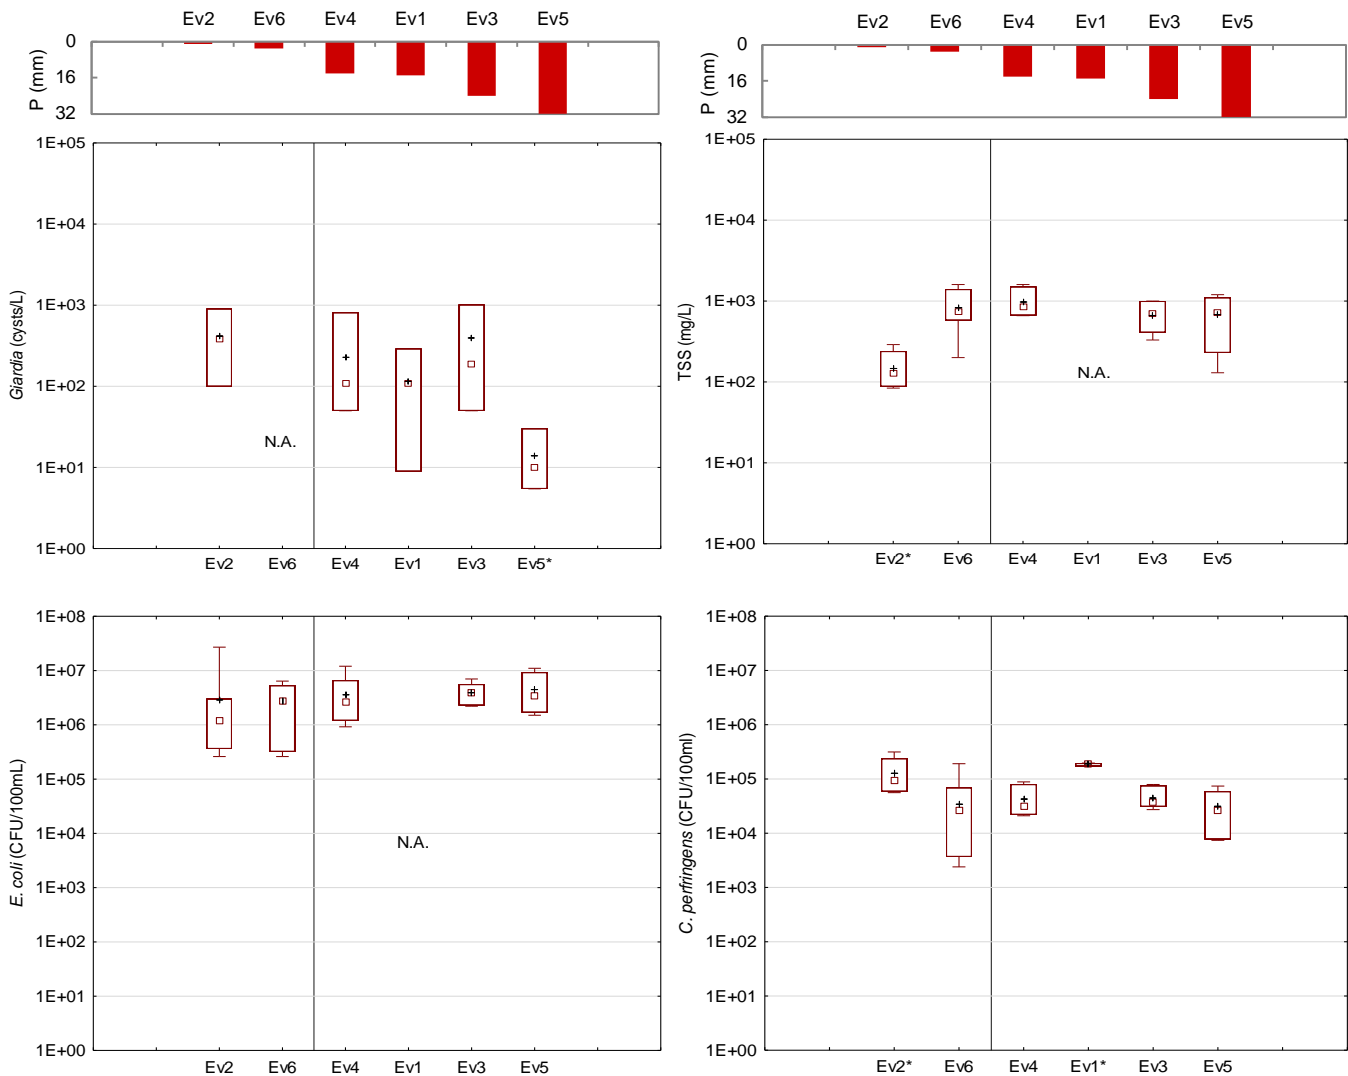 Ev2 Ev6 Ev4 Ev1 Ev3 Ev5
0
16
32
P (mm)
1E+05
1E+04
1E+03
1E+02
1E+01
1E+00
Giardia (cysts/L)
N.A.
Ev2 Ev6 Ev4 Ev1 Ev3 Ev5*
Ev2 Ev6 Ev4 Ev1 Ev3 Ev5
0
16
32
P (mm)
1E+05
1E+04
1E+03
1E+02
1E+01
1E+00
TSS (mg/L)
N.A.
Ev2* Ev6 Ev4 Ev1 Ev3 Ev5
1E+08
1E+07
1E+06
1E+05
1E+04
1E+03
1E+02
1E+01
1E+00
E. coli (CFU/100mL)
N.A.
Ev2 Ev6 Ev4 Ev1 Ev3 Ev5
1E+08
1E+07
1E+06
1E+05
1E+04
1E+03
1E+02
1E+01
1E+00
C. perfringens (CFU/100ml)
Ev2* Ev6 Ev4 Ev1* Ev3 Ev5